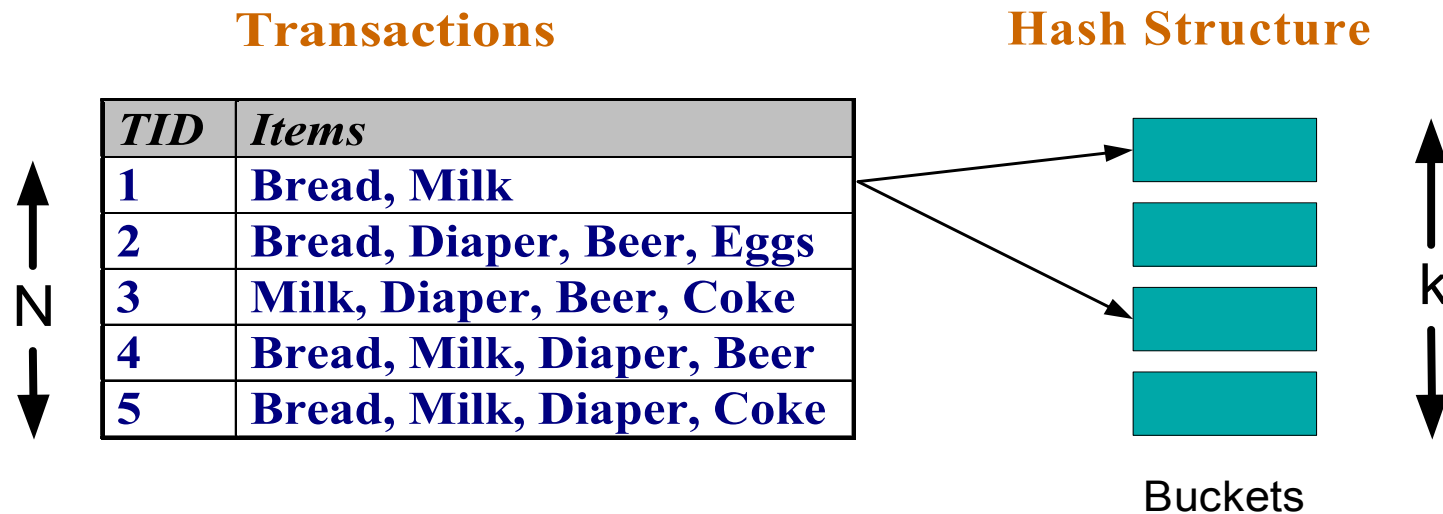 Transactions
Hash Structure
TID Items
1 Bread, Milk
2 Bread, Diaper, Beer, Eggs
3 Milk, Diaper, Beer, Coke
4 Bread, Milk, Diaper, Beer
5 Bread, Milk, Diaper, Coke
N
k
Buckets